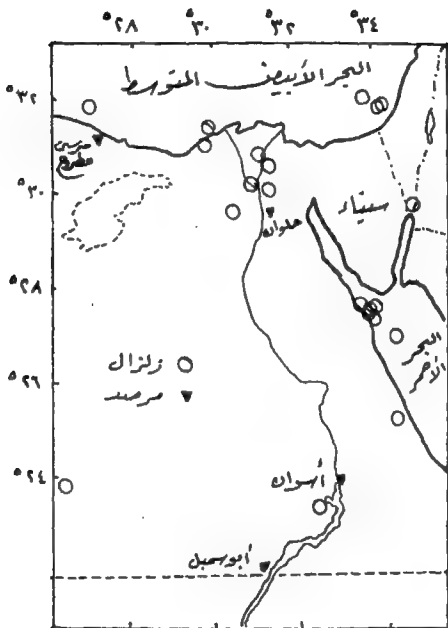 °٢٨ °٣٠ °٣٢ °٣٤
البحر الأبيض المتوسط
°٣٢
مرسى
مطروح
°٣٠
سيناء
حلوان
°٢٨
البحر
الأحمر
زلزال
°٢٦
مرصد
°٢٤
أسوان
أبو سمبل